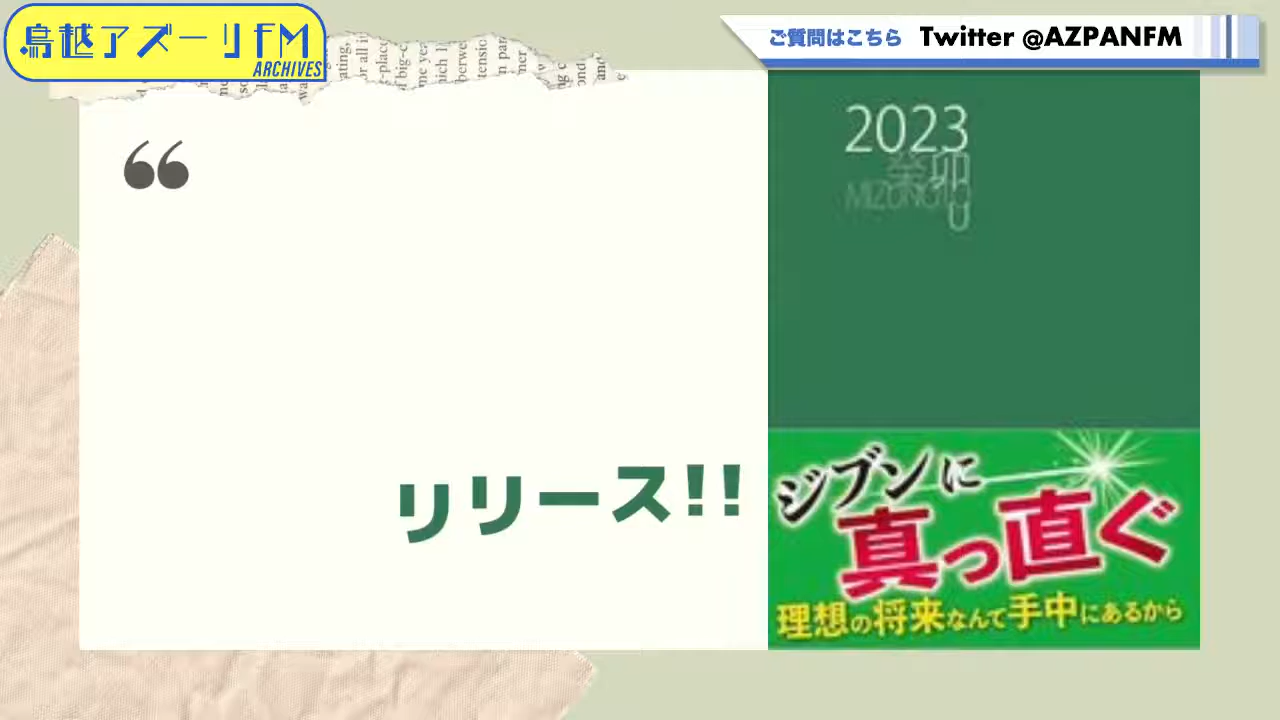 鳥越アズーリFM
ARCHIVES
ご質問はこちら Twitter @AZPANFM
“
リリース!!
2023
癸卯
MIZUNOTO
U
ジブンに
真っ直ぐ
理想の将来なんて手中にあるから